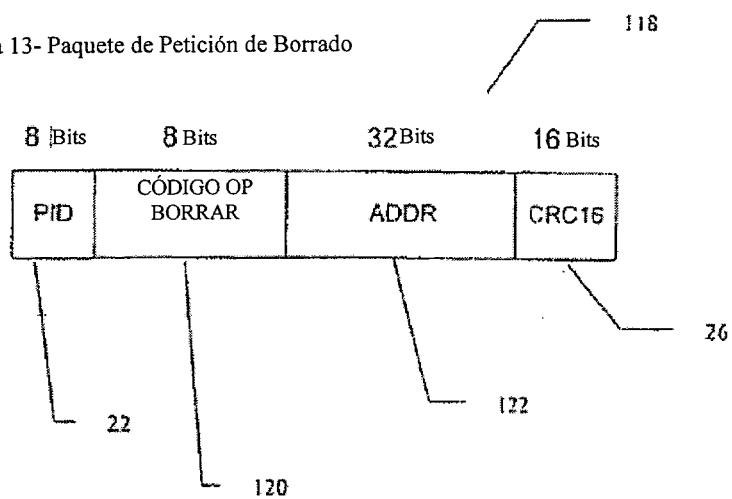 118
a 13- Paquete de Petición de Borrado
8 Bits 8 Bits 32 Bits 16 Bits
PID CÓDIGO OP BORRAR ADDR CRC16
26
122
22
120